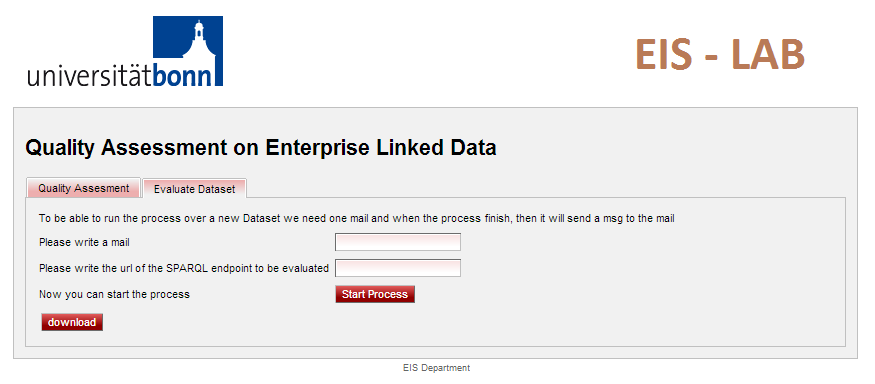 universitätbonn
EIS - LAB
Quality Assessment on Enterprise Linked Data
Quality Assesment
Evaluate Dataset
To be able to run the process over a new Dataset we need one mail and when the process finish, then it will send a msg to the mail
Please write a mail
Please write the url of the SPARQL endpoint to be evaluated
Now you can start the process
Start Process
download
EIS Department